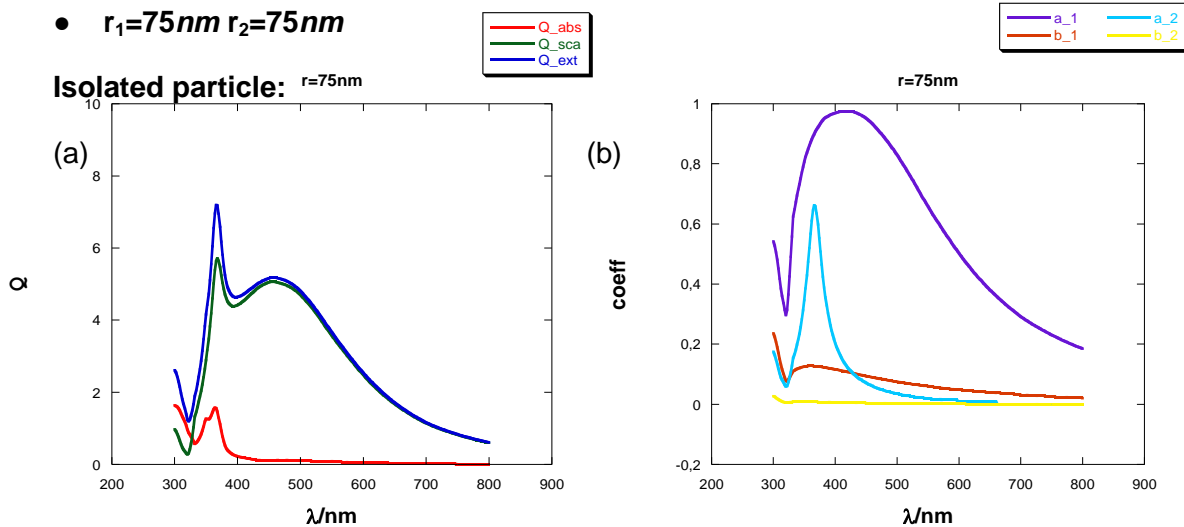 ● r₁=75nm r₂=75nm
Q_abs
Q_sca
Q_ext
a_1 a_2
b_1 b_2
Isolated particle: r=75nm
r=75nm
(a)
10
8
6
4
2
0
Q
200 300 400 500 600 700 800 900
λ/nm
(b)
1
0,8
0,6
0,4
0,2
0
-0,2
coeff
200 300 400 500 600 700 800 900
λ/nm